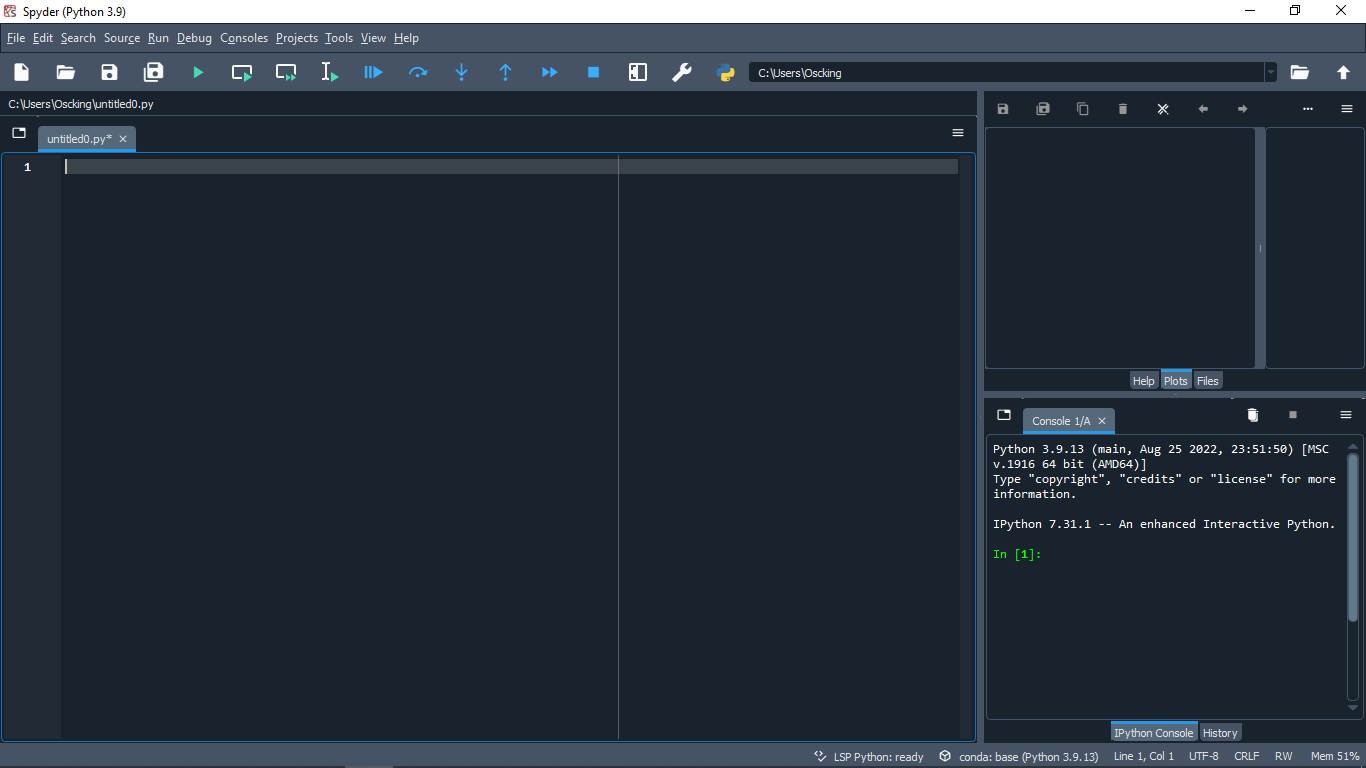 Spyder (Python 3.9)
File Edit Search Source Run Debug Consoles Projects Tools View Help
C:\Users\Oscking
C:\Users\Oscking\untitled0.py
untitled0.py*
1
Help Plots Files
Console 1/A
Python 3.9.13 (main, Aug 25 2022, 23:51:50) [MSC
v.1916 64 bit (AMD64)]
Type "copyright", "credits" or "license" for more
information.
IPython 7.31.1 -- An enhanced Interactive Python.
In [1]:
IPython Console History
LSP Python: ready conda: base (Python 3.9.13) Line 1, Col 1 UTF-8 CRLF RW Mem 51%